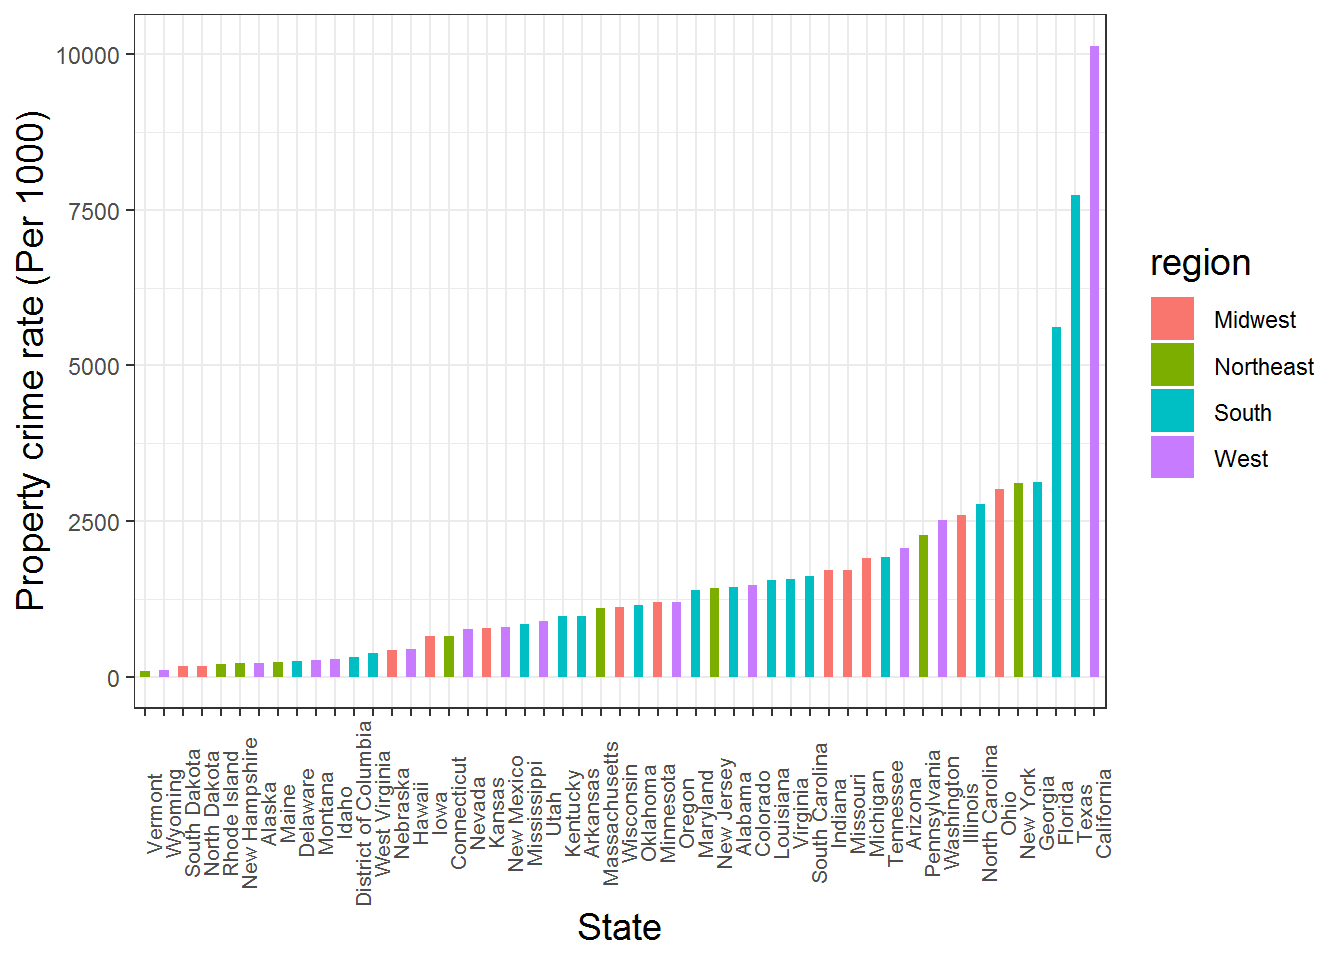 Property crime rate (Per 1000)
10000
7500
5000
2500
0
Vermont
Wyoming
South Dakota
North Dakota
Rhode Island
New Hampshire
Alaska
Maine
Delaware
Montana
Idaho
District of Columbia
West Virginia
Nebraska
Hawaii
Iowa
Connecticut
Nevada
Kansas
New Mexico
Mississippi
Utah
Kentucky
Arkansas
Massachusetts
Wisconsin
Oklahoma
Minnesota
Oregon
Maryland
New Jersey
Alabama
Colorado
Louisiana
Virginia
South Carolina
Indiana
Missouri
Michigan
Tennessee
Arizona
Pennsylvania
Washington
Illinois
North Carolina
Ohio
New York
Georgia
Florida
Texas
California
State
region
Midwest
Northeast
South
West